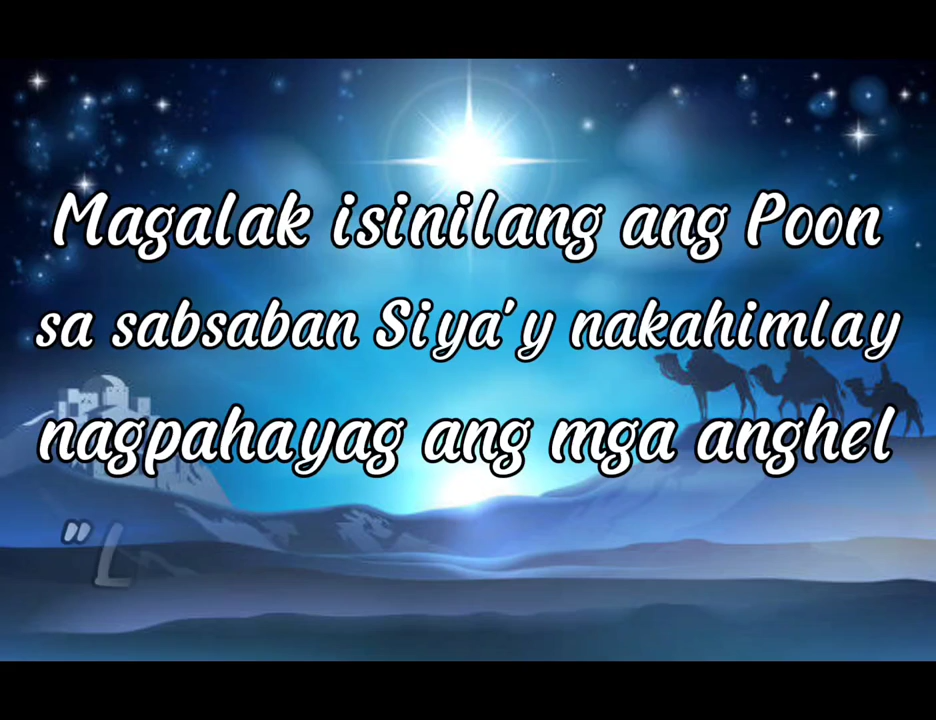 Magalak isinilang ang Poon
sa sabsaban Siya'y nakahimlay
nagpahayag ang mga anghel
"L